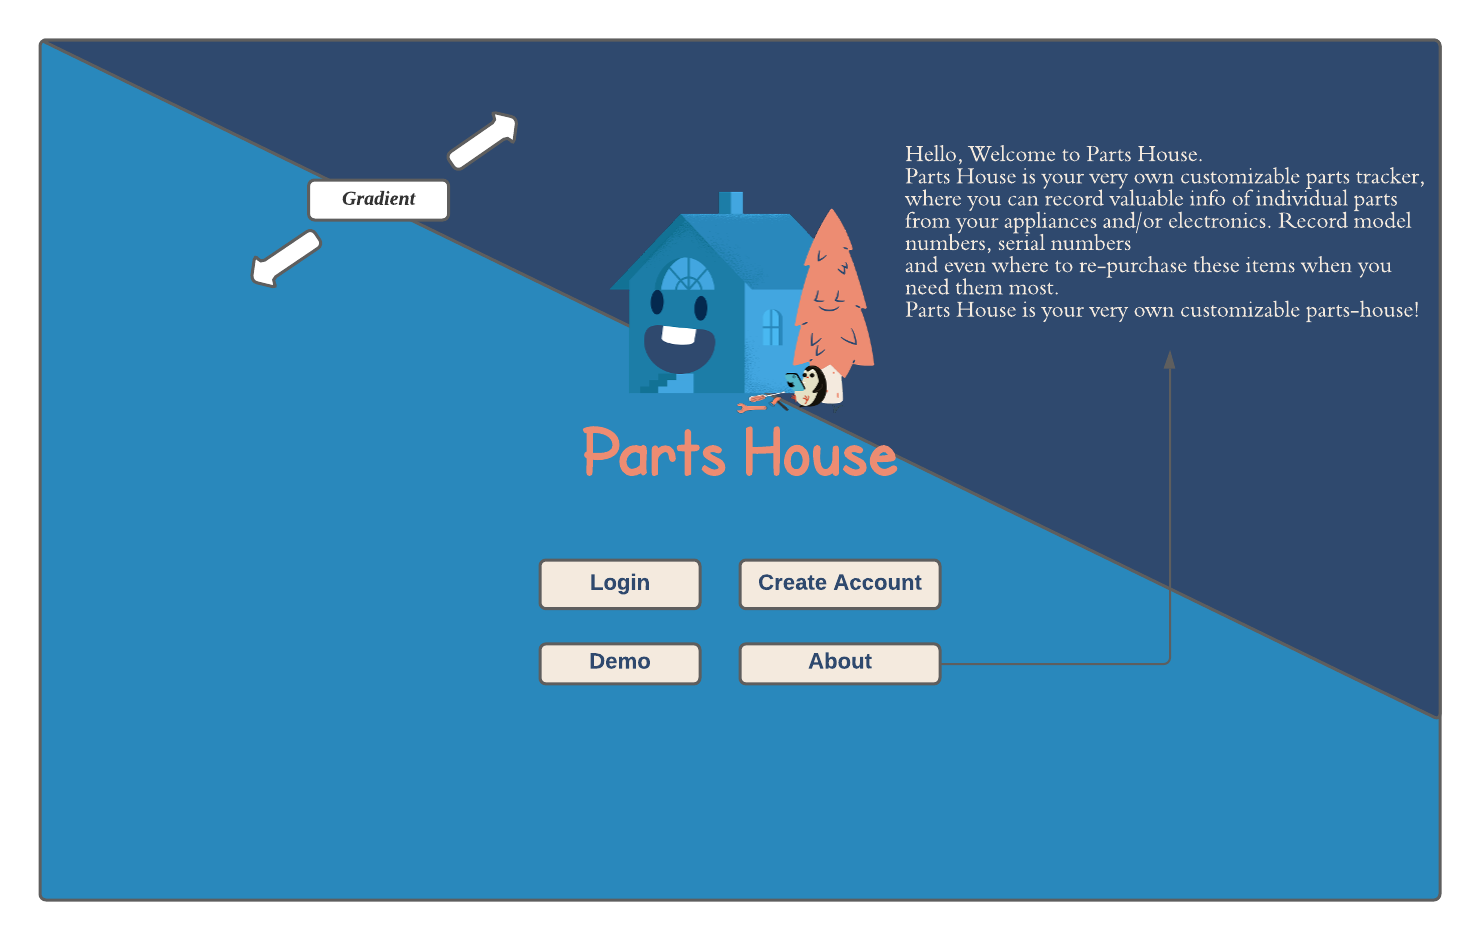 Gradient
Hello, Welcome to Parts House.
Parts House is your very own customizable parts tracker,
where you can record valuable info of individual parts
from your appliances and/or electronics. Record model
numbers, serial numbers
and even where to re-purchase these items when you
need them most.
Parts House is your very own customizable parts-house!
Parts House
Login
Create Account
Demo
About